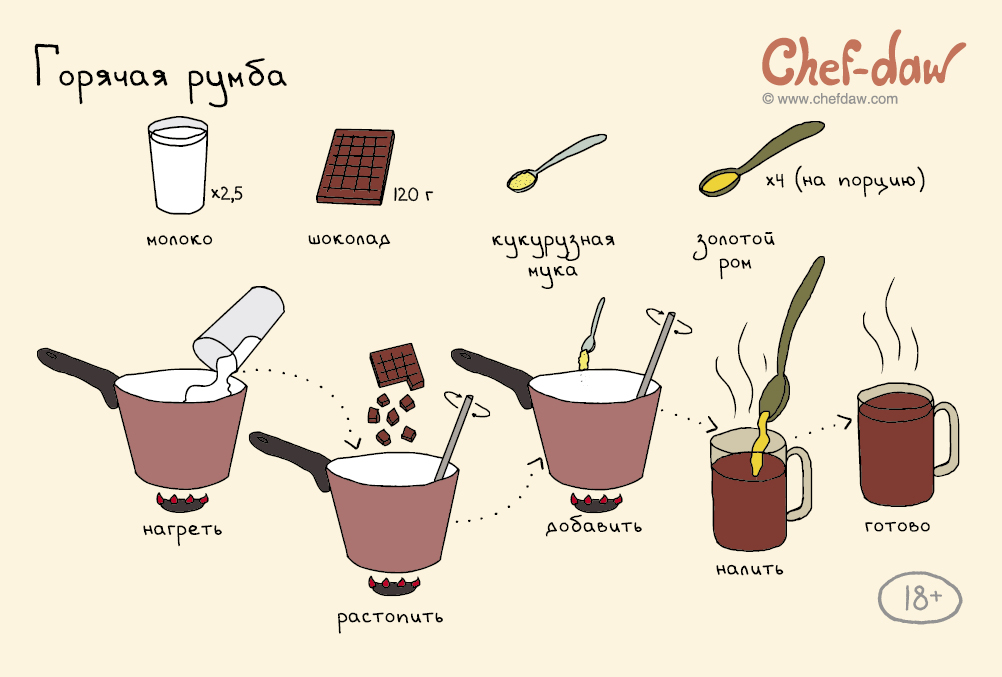 Горячая румба
Chef-daw
© www.chefdaw.com
x2,5
120 г
x4 (на порцию)
молоко
шоколад
кукурузная
мука
золотой
ром
нагреть
растопить
добавить
налить
готово
18+